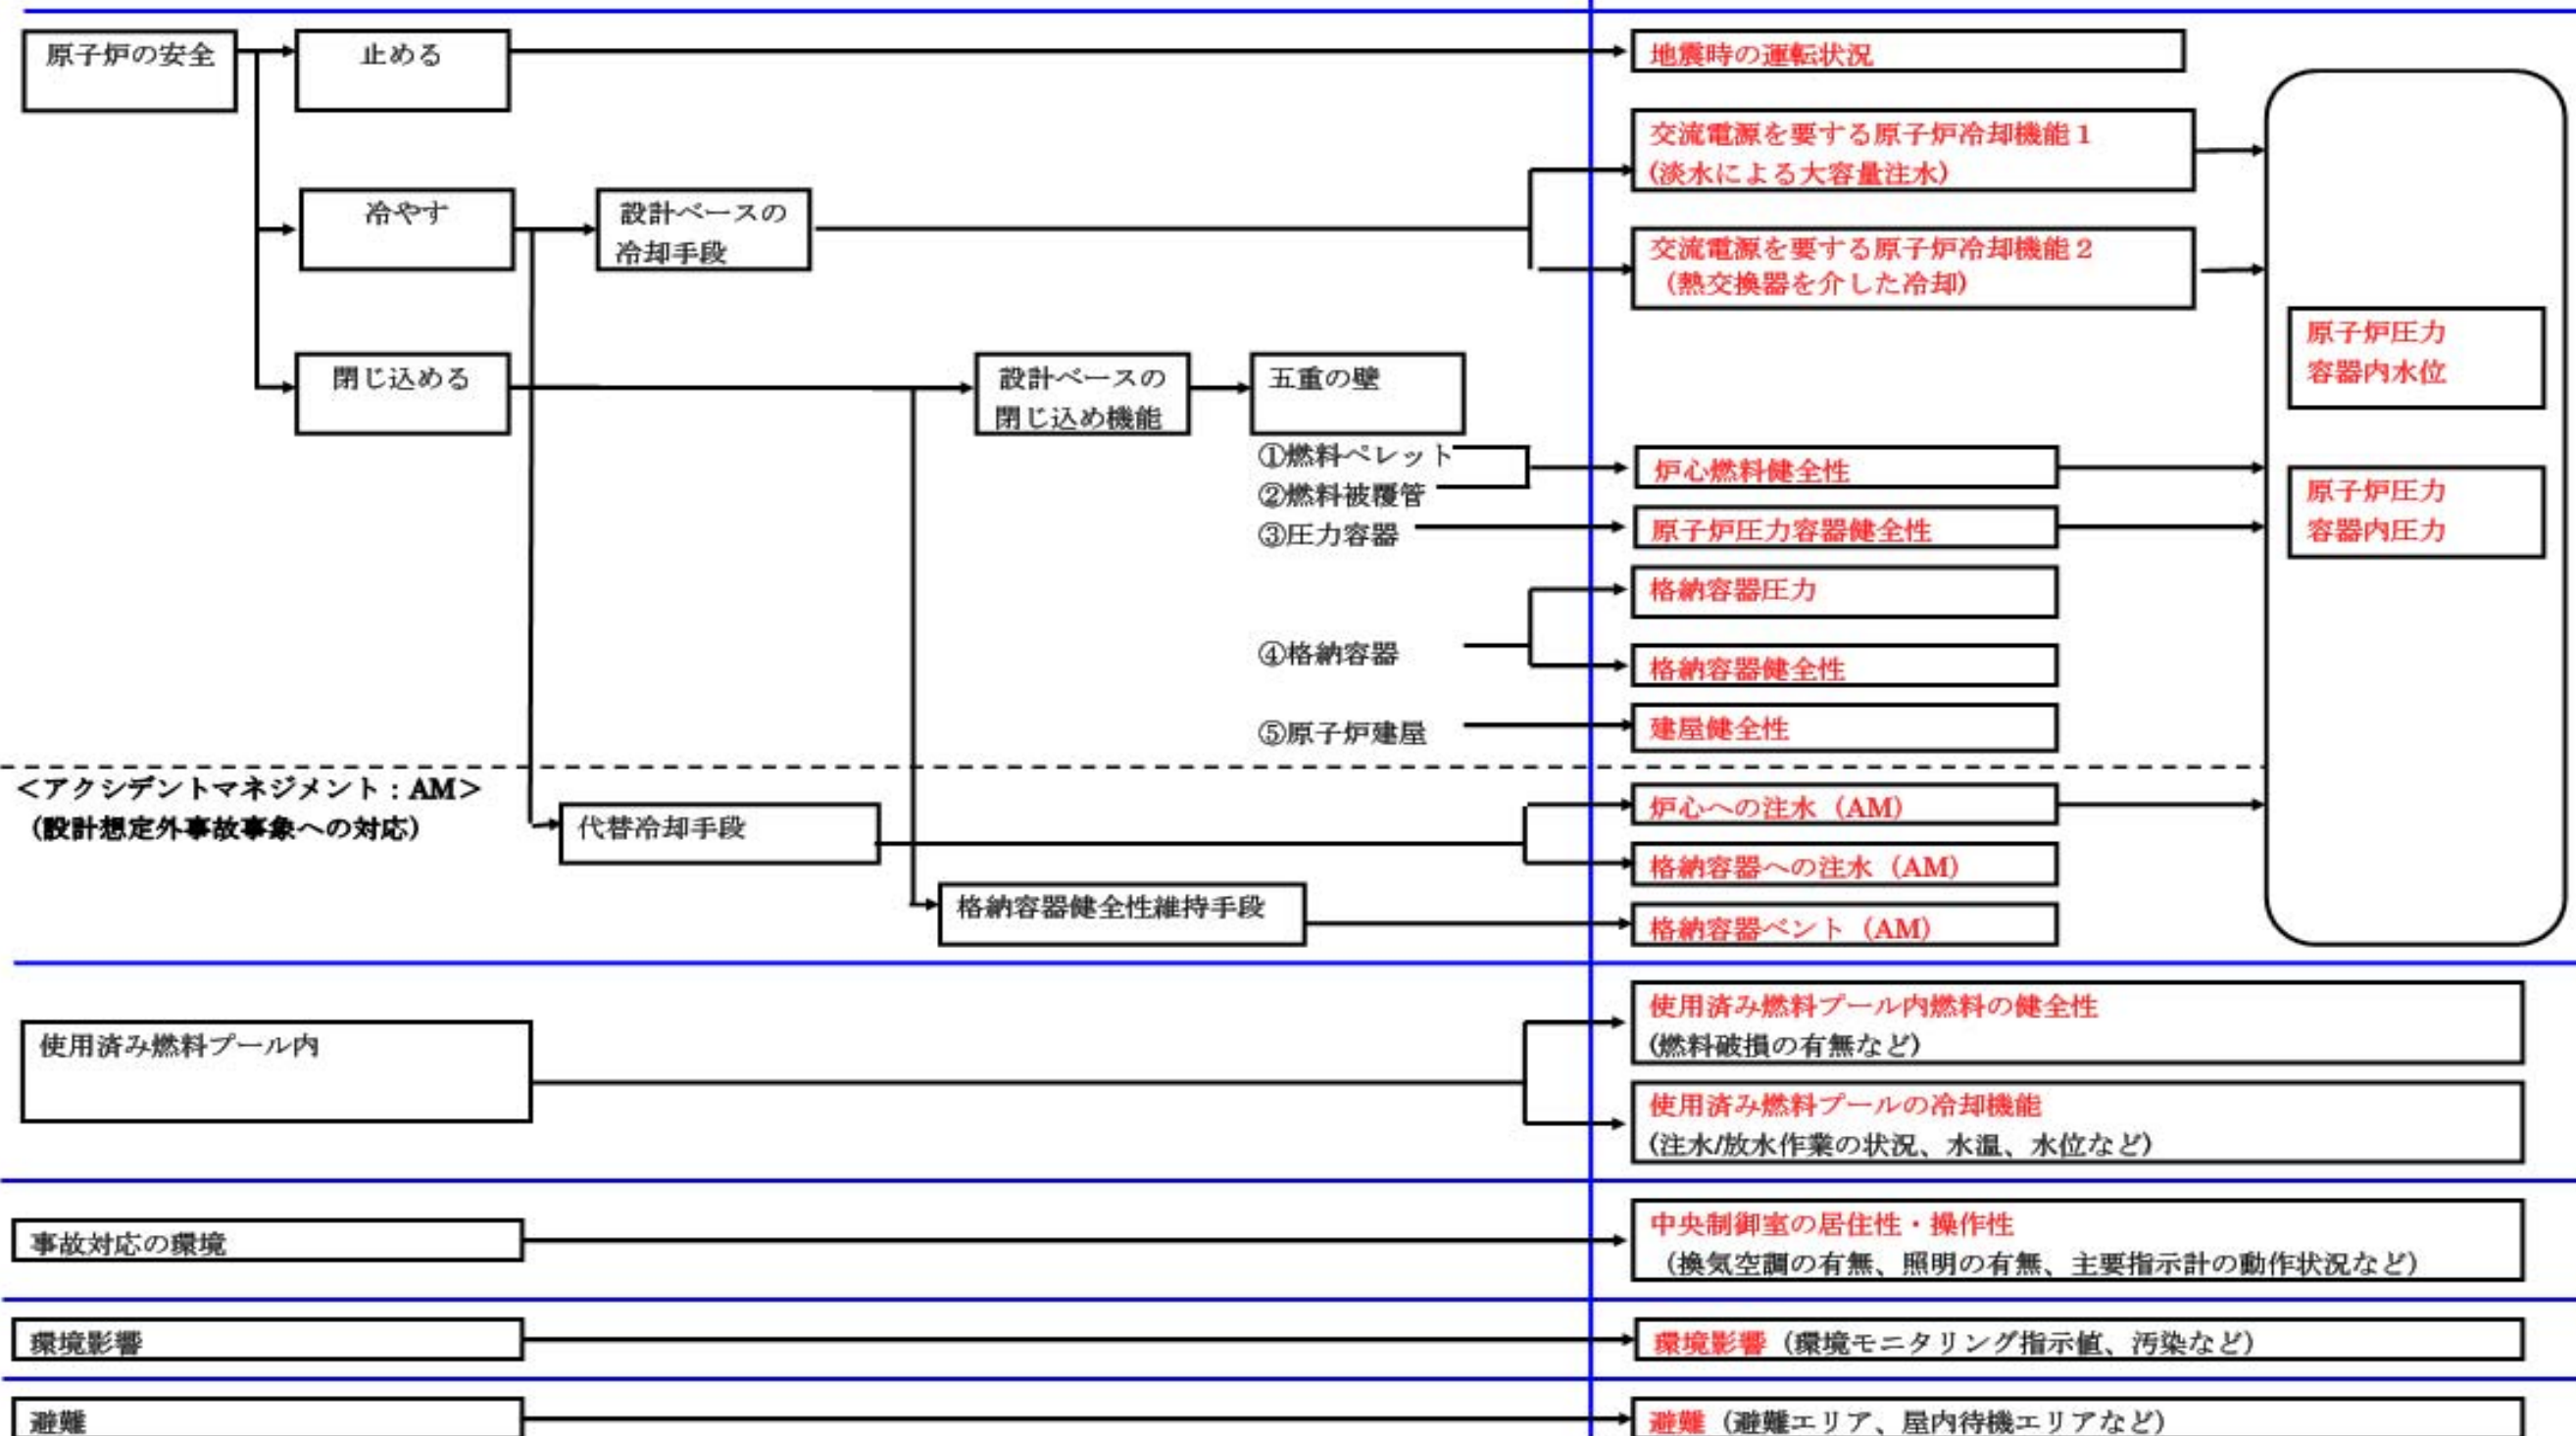 原子炉の安全
止める
地震時の運転状況
交流電源を要する原子炉冷却機能1
(淡水による大容量注水)
冷やす
設計ベースの
冷却手段
交流電源を要する原子炉冷却機能2
(熱交換器を介した冷却)
原子炉圧力
容器内水位
閉じ込める
設計ベースの
閉じ込め機能
五重の壁
①燃料ペレット
②燃料被覆管
炉心燃料健全性
原子炉圧力
容器内圧力
③圧力容器
原子炉圧力容器健全性
格納容器圧力
④格納容器
格納容器健全性
⑤原子炉建屋
建屋健全性
<アクシデントマネジメント:AM>
(設計想定外事故事象への対応)
代替冷却手段
炉心への注水 (AM)
格納容器への注水 (AM)
格納容器健全性維持手段
格納容器ベント (AM)
使用済み燃料プール内
使用済み燃料プール内燃料の健全性
(燃料破損の有無など)
使用済み燃料プールの冷却機能
(注水/放水作業の状況、水温、水位など)
事故対応の環境
中央制御室の居住性・操作性
(換気空調の有無、照明の有無、主要指示計の動作状況など)
環境影響
環境影響 (環境モニタリング指示値、汚染など)
避難
避難 (避難エリア、屋内待機エリアなど)